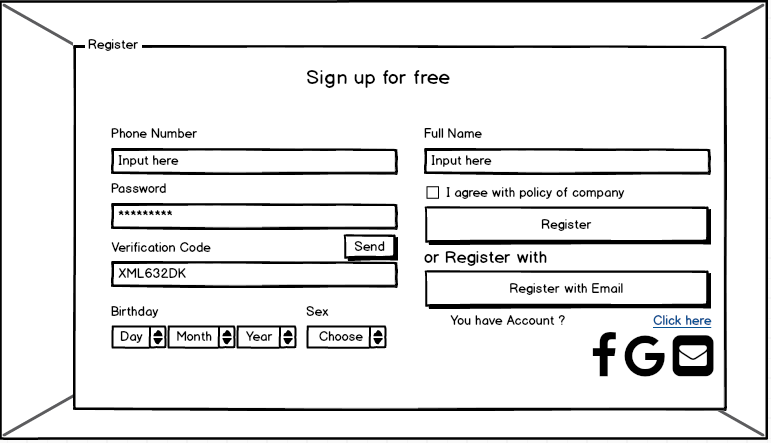 Register
Sign up for free
Phone Number
Input here
Password
*********
Verification Code
Send
XML632DK
Birthday
Sex
Day
Month
Year
Choose
Full Name
Input here
I agree with policy of company
Register
or Register with
Register with Email
You have Account ?
Click here